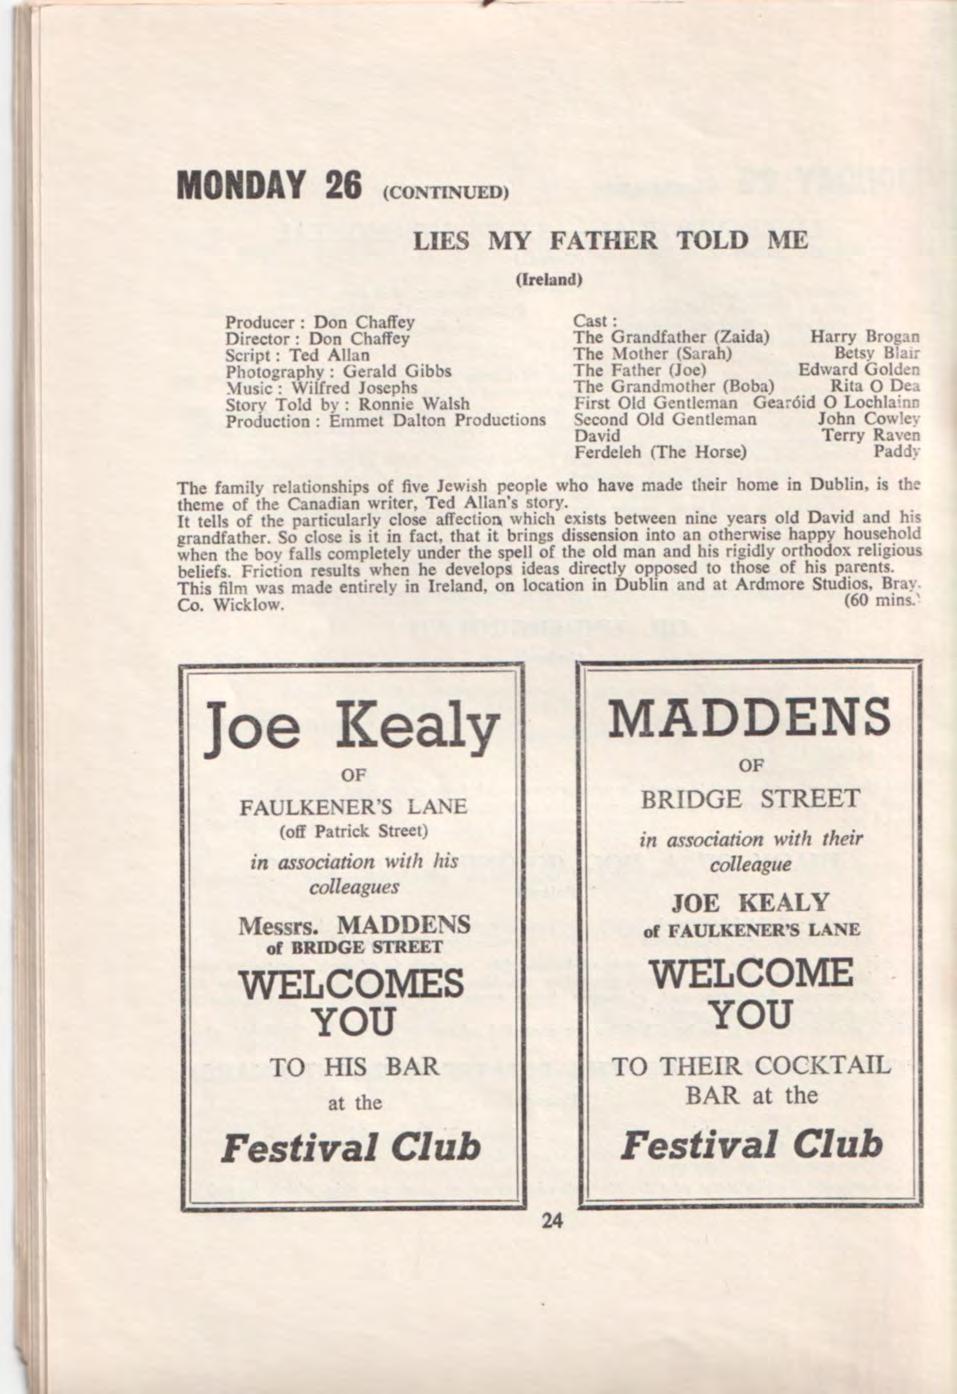 MONDAY 26 (CONTINUED)
LIES MY FATHER TOLD ME
(Ireland)
Producer : Don Chaffey
Director : Don Chaffey
Script : Ted Allan
Photography : Gerald Gibbs
Music : Wilfred Josephs
Story Told by : Ronnie Walsh
Production : Emmet Dalton Productions
Cast :
The Grandfather (Zaida) Harry Brogan
The Mother (Sarah) Betsy Blair
The Father (Joe) Edward Golden
The Grandmother (Boba) Rita O Dea
First Old Gentleman Gearóid O Lochlainn
Second Old Gentleman John Cowley
David Terry Raven
Ferdeleh (The Horse) Paddy
The family relationships of five Jewish people who have made their home in Dublin, is the
theme of the Canadian writer, Ted Allan's story.
It tells of the particularly close affection which exists between nine years old David and his
grandfather. So close is it in fact, that it brings dissension into an otherwise happy household
when the boy falls completely under the spell of the old man and his rigidly orthodox religious
beliefs. Friction results when he develops ideas directly opposed to those of his parents.
This film was made entirely in Ireland, on location in Dublin and at Ardmore Studios, Bray.
Co. Wicklow. (60 mins.)
Joe Kealy
OF
FAULKENER'S LANE
(off Patrick Street)
in association with his
colleagues
Messrs. MADDENS
of BRIDGE STREET
WELCOMES
YOU
TO HIS BAR
at the
Festival Club
MADDENS
OF
BRIDGE STREET
in association with their
colleague
JOE KEALY
of FAULKENER'S LANE
WELCOME
YOU
TO THEIR COCKTAIL
BAR at the
Festival Club
24